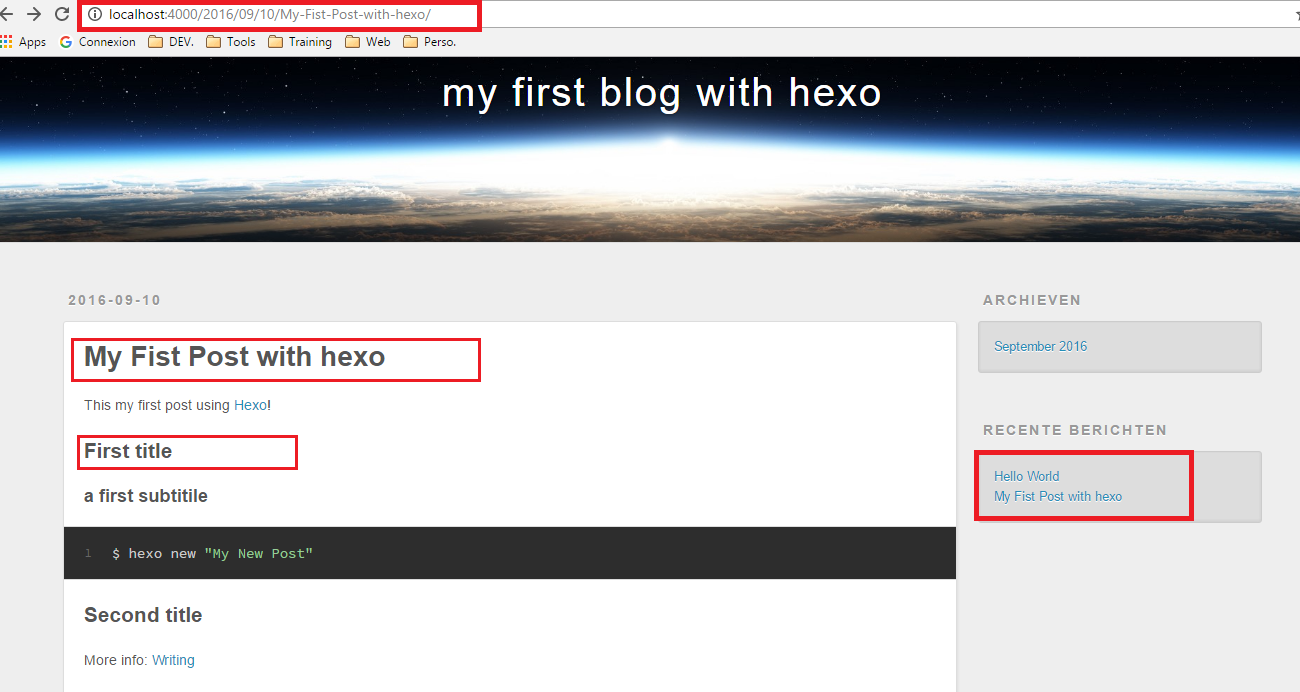 localhost:4000/2016/09/10/My-Fist-Post-with-hexo/
Apps Connexion DEV. Tools Training Web Perso.
my first blog with hexo
2016-09-10
My Fist Post with hexo
This my first post using Hexo!
First title
a first subtitile
1 $ hexo new "My New Post"
Second title
More info: Writing
ARCHIEVEN
September 2016
RECENTE BERICHTEN
Hello World
My Fist Post with hexo